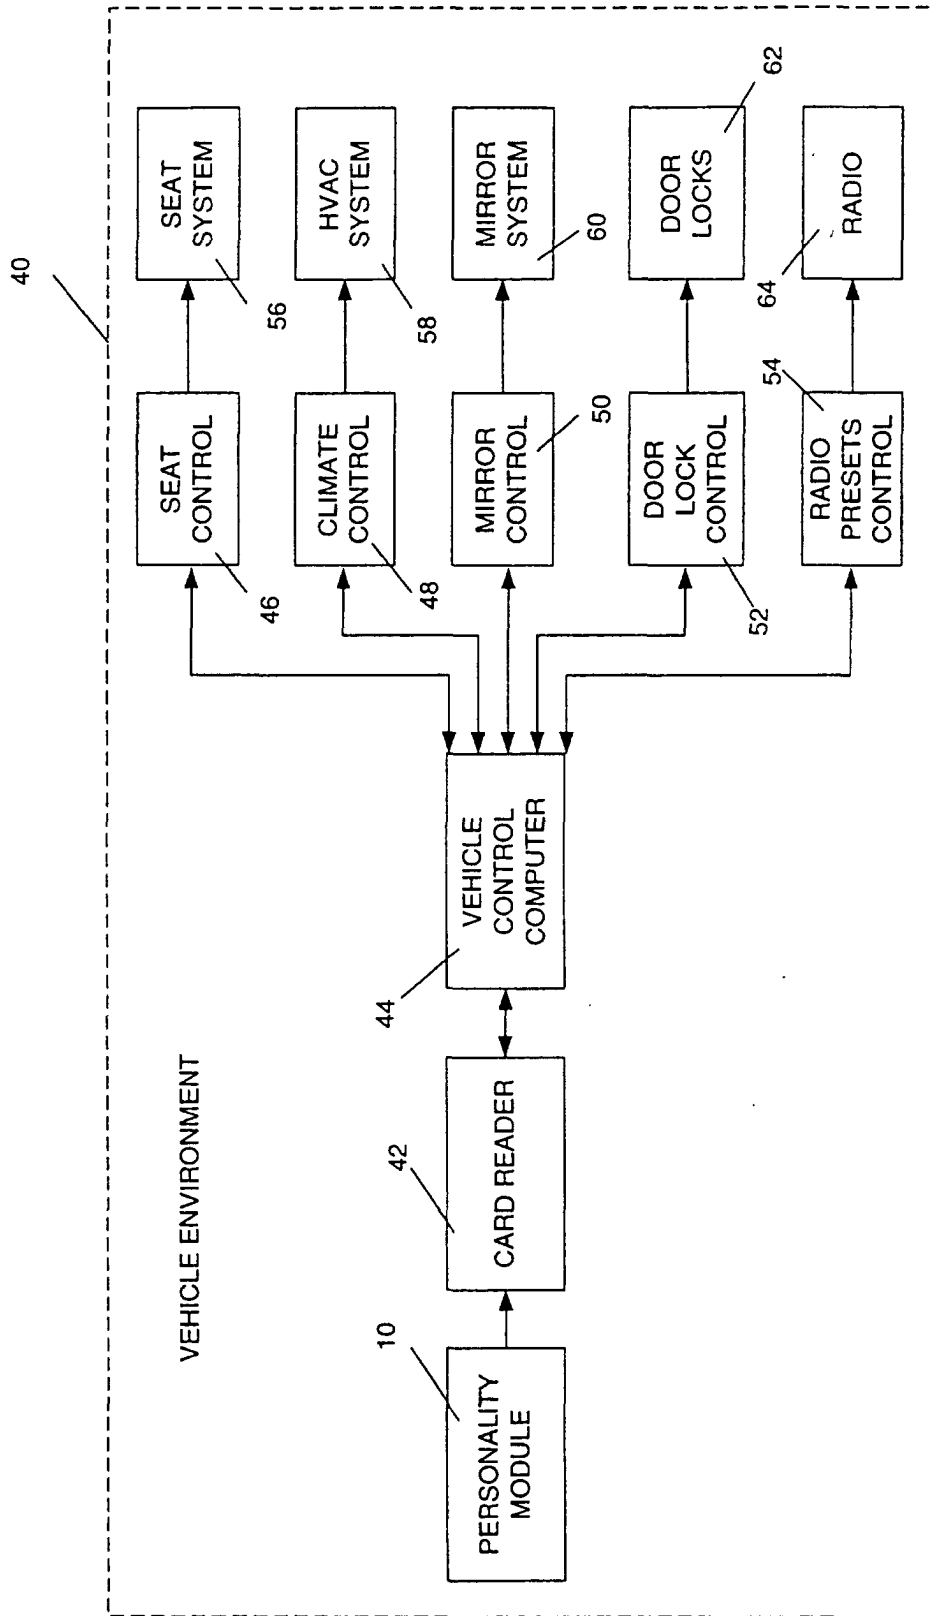 VEHICLE ENVIRONMENT
40
PERSONALITY
MODULE
10
CARD READER
42
VEHICLE
CONTROL
COMPUTER
44
SEAT
CONTROL
46
SEAT
SYSTEM
56
CLIMATE
CONTROL
48
HVAC
SYSTEM
58
MIRROR
CONTROL
50
MIRROR
SYSTEM
60
DOOR
LOCK
CONTROL
52
DOOR
LOCKS
62
RADIO
PRESETS
CONTROL
54
RADIO
64